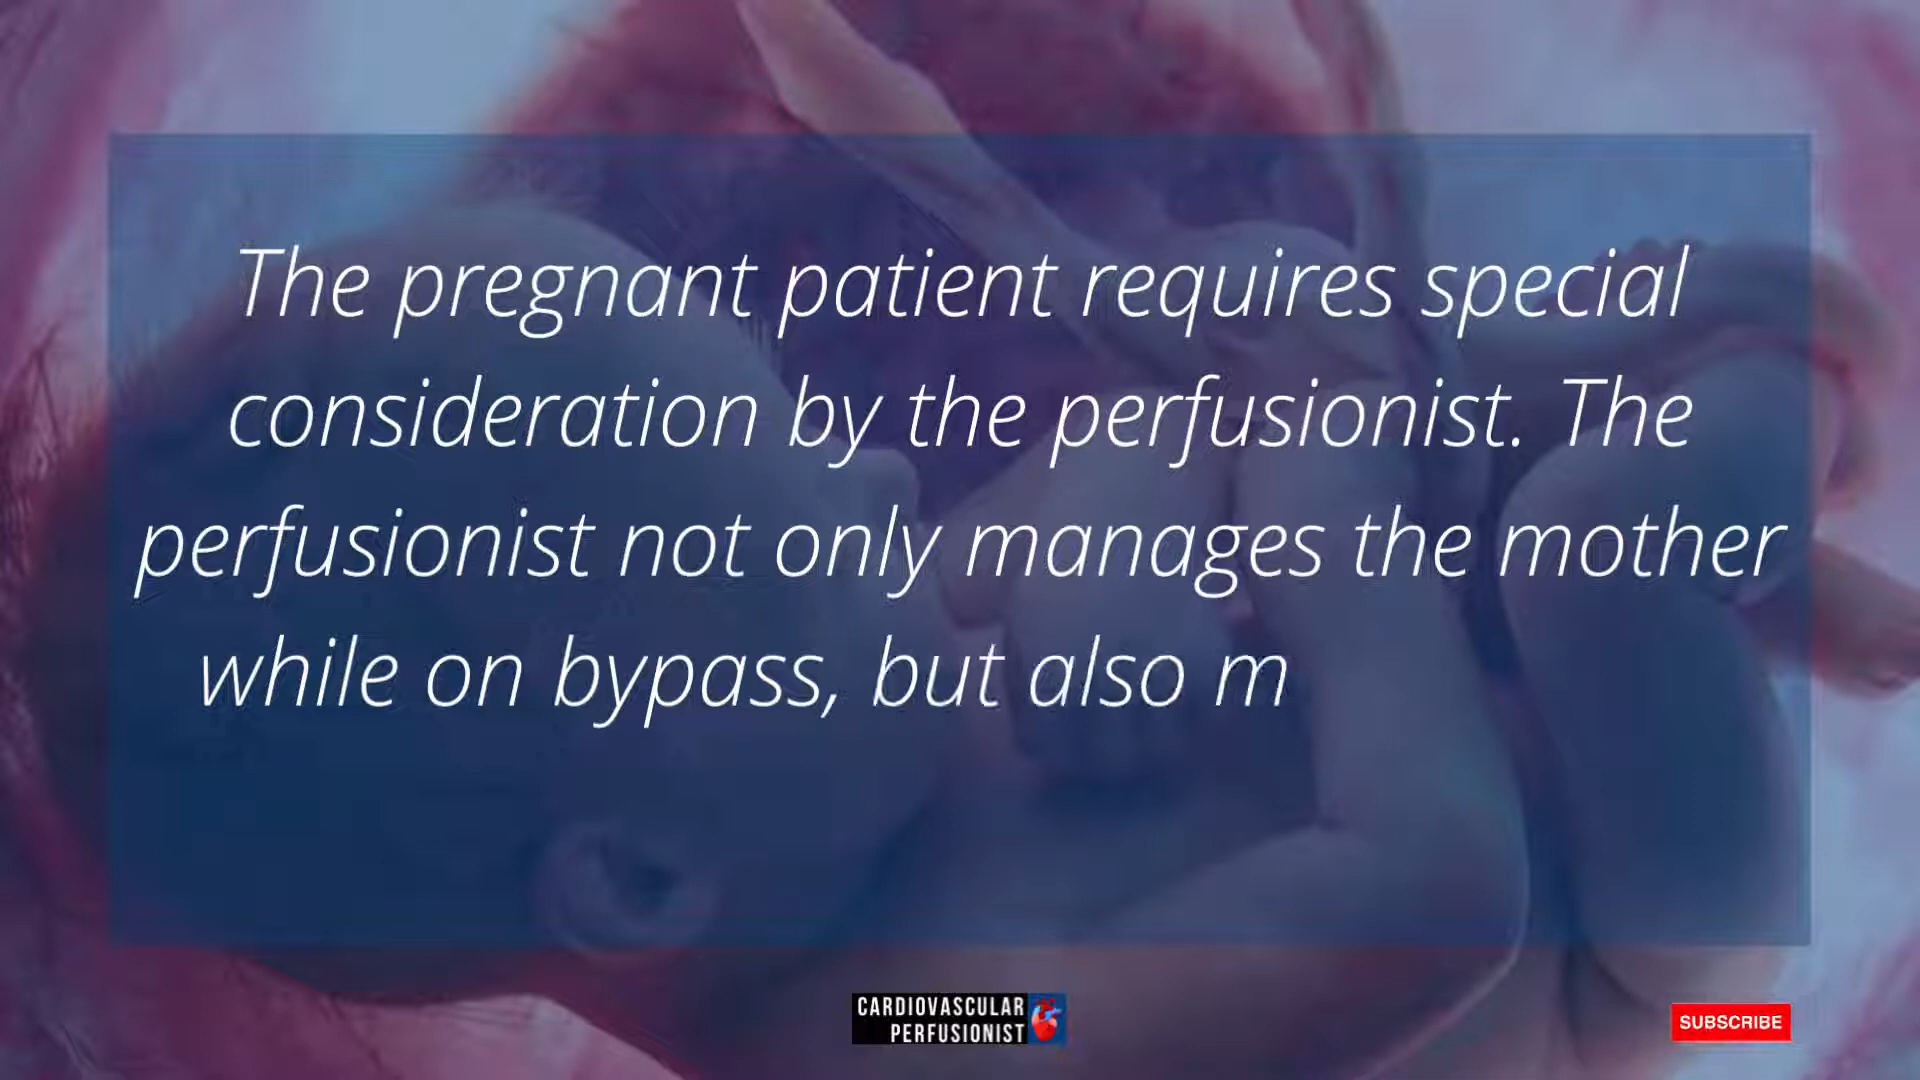 The pregnant patient requires special
consideration by the perfusionist. The
perfusionist not only manages the mother
while on bypass, but also m
CARDIOVASCULAR
PERFUSIONIST
SUBSCRIBE